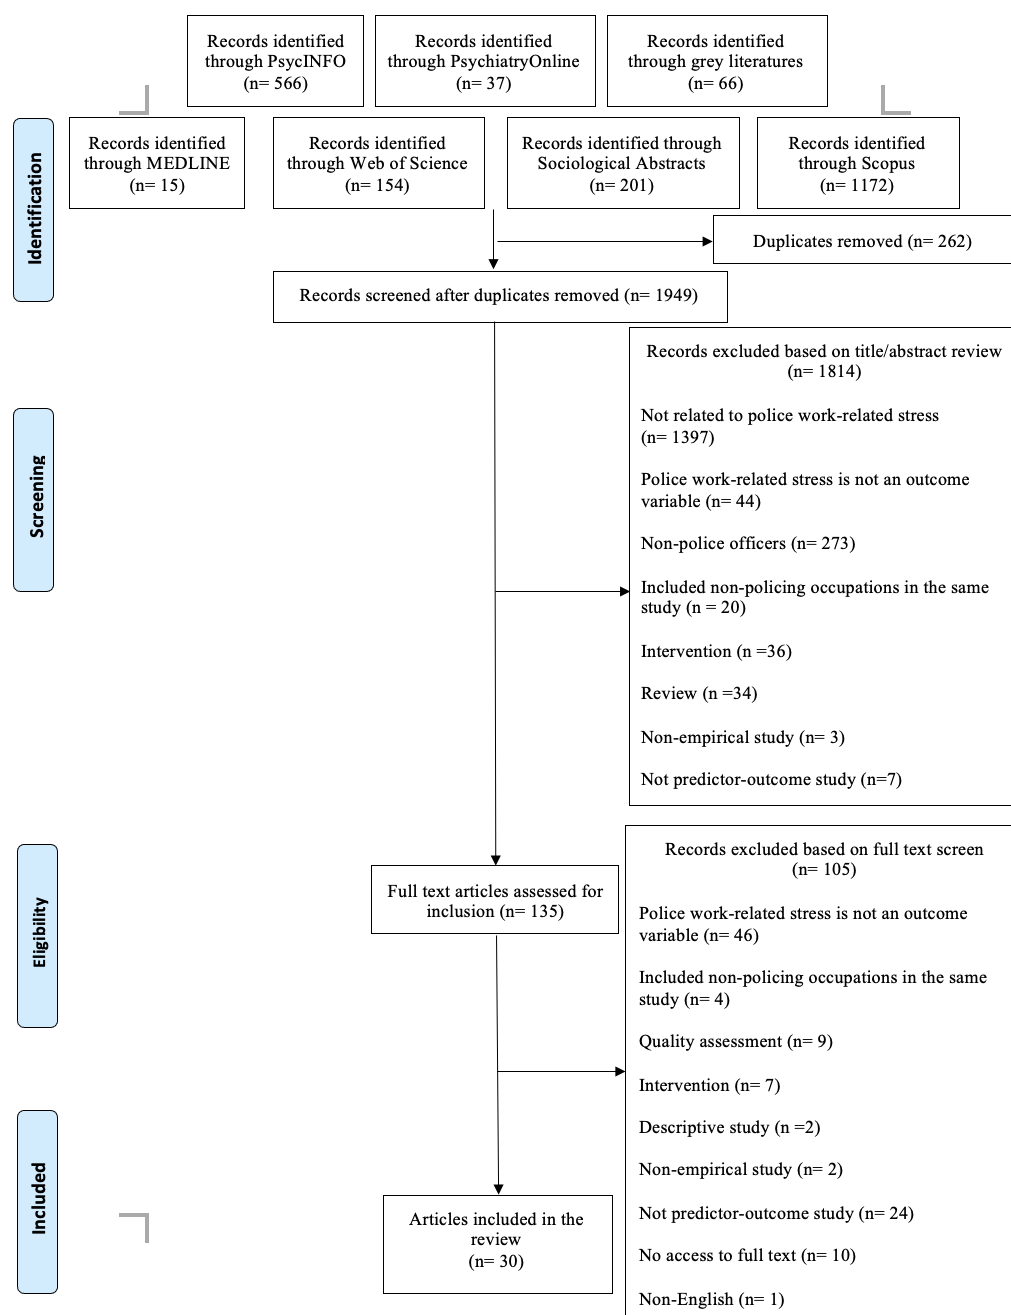 Records identified
through PsycINFO
(n= 566)
Records identified
through PsychiatryOnline
(n= 37)
Records identified
through grey literatures
(n= 66)
Identification
Records identified
through MEDLINE
(n= 15)
Records identified
through Web of Science
(n= 154)
Records identified through
Sociological Abstracts
(n= 201)
Records identified
through Scopus
(n= 1172)
Duplicates removed (n= 262)
Records screened after duplicates removed (n= 1949)
Screening
Records excluded based on title/abstract review
(n= 1814)
Not related to police work-related stress
(n= 1397)
Police work-related stress is not an outcome
variable (n= 44)
Non-police officers (n= 273)
Included non-policing occupations in the same
study (n = 20)
Intervention (n =36)
Review (n =34)
Non-empirical study (n= 3)
Not predictor-outcome study (n=7)
Eligibility
Full text articles assessed for
inclusion (n= 135)
Records excluded based on full text screen
(n= 105)
Police work-related stress is not an outcome
variable (n= 46)
Included non-policing occupations in the same
study (n= 4)
Quality assessment (n= 9)
Intervention (n= 7)
Descriptive study (n =2)
Non-empirical study (n= 2)
Not predictor-outcome study (n= 24)
No access to full text (n= 10)
Non-English (n= 1)
Included
Articles included in the
review
(n= 30)